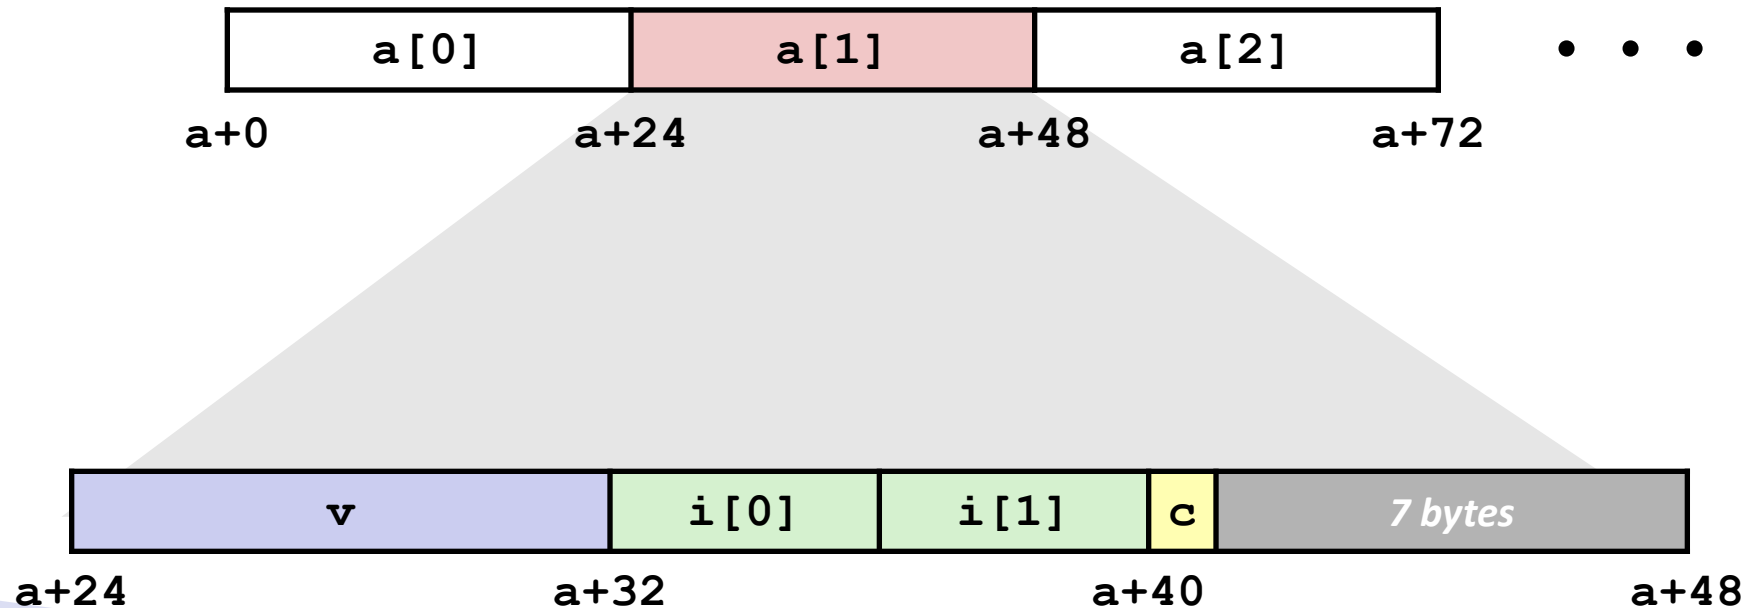 a[0] a[1] a[2] • • •
a+0 a+24 a+48 a+72
v i[0] i[1] c 7 bytes
a+24 a+32 a+40 a+48